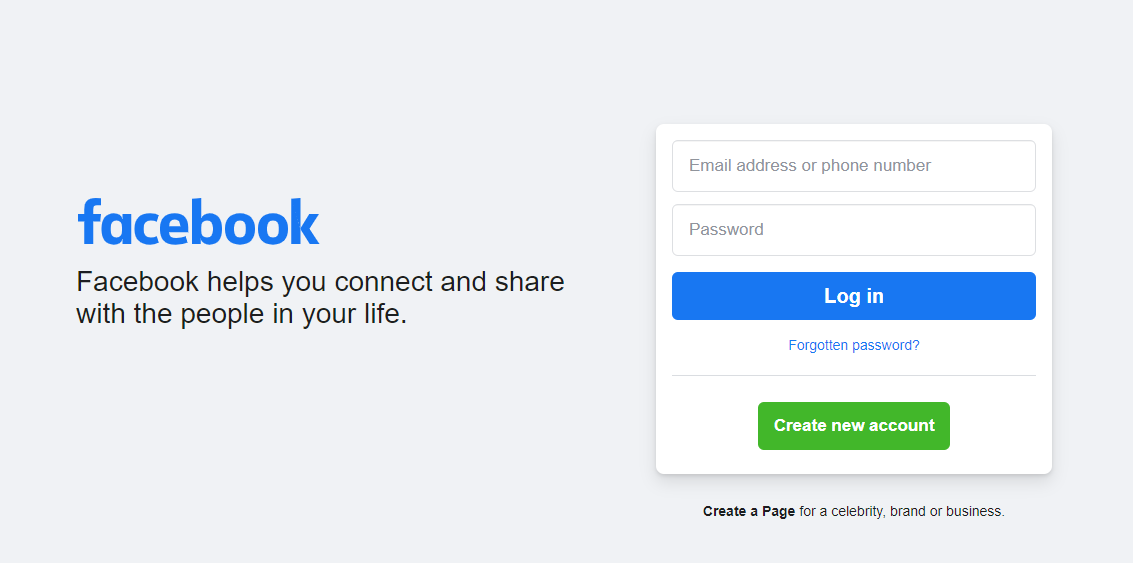 facebook
Facebook helps you connect and share
with the people in your life.
Email address or phone number
Password
Log in
Forgotten password?
Create new account
Create a Page for a celebrity, brand or business.